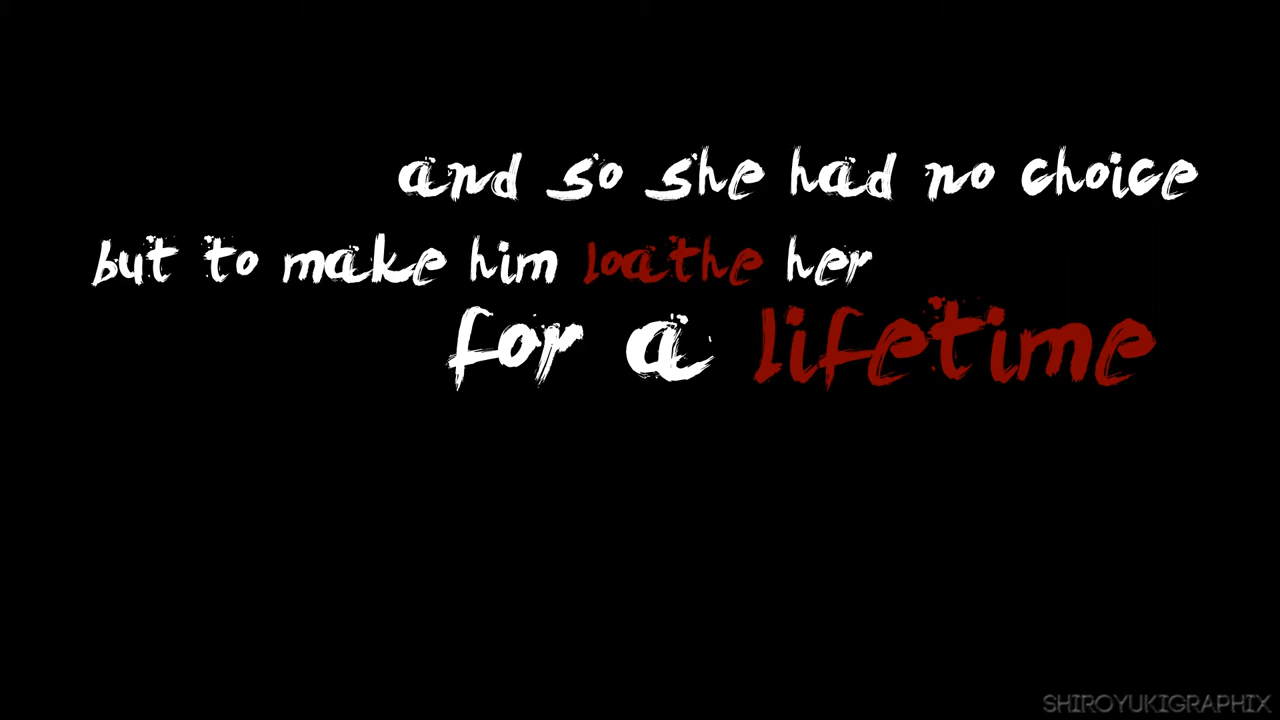 and so she had no choice
but to make him loathe her
for a lifetime
SHIROYUKIGRAPHIX